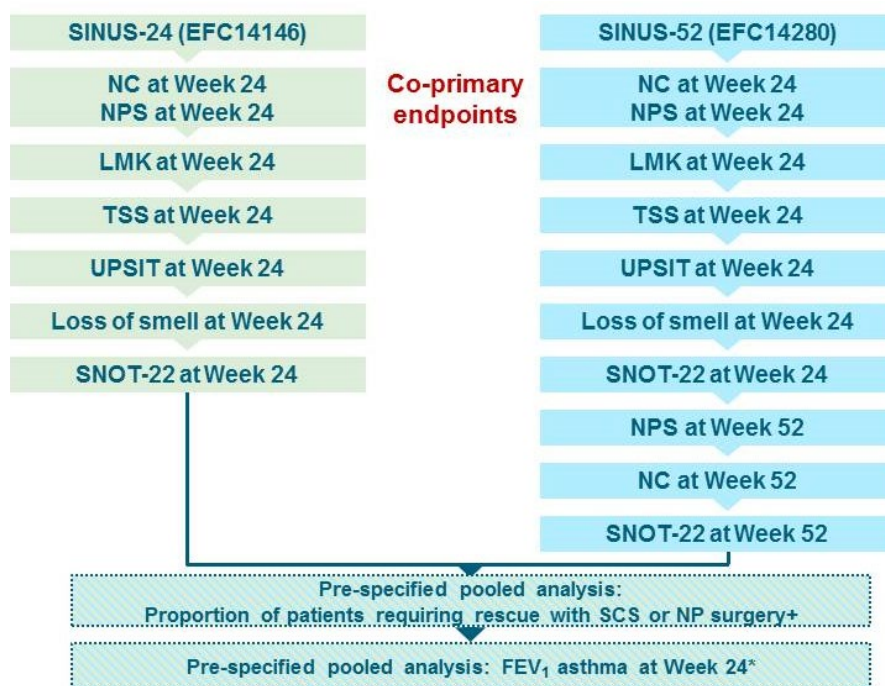 SINUS-24 (EFC14146)
NC at Week 24
NPS at Week 24
LMK at Week 24
TSS at Week 24
UPSIT at Week 24
Loss of smell at Week 24
SNOT-22 at Week 24
Co-primary
endpoints
SINUS-52 (EFC14280)
NC at Week 24
NPS at Week 24
LMK at Week 24
TSS at Week 24
UPSIT at Week 24
Loss of smell at Week 24
SNOT-22 at Week 24
NPS at Week 52
NC at Week 52
SNOT-22 at Week 52
Pre-specified pooled analysis:
Proportion of patients requiring rescue with SCS or NP surgery+
Pre-specified pooled analysis: FEV₁ asthma at Week 24*